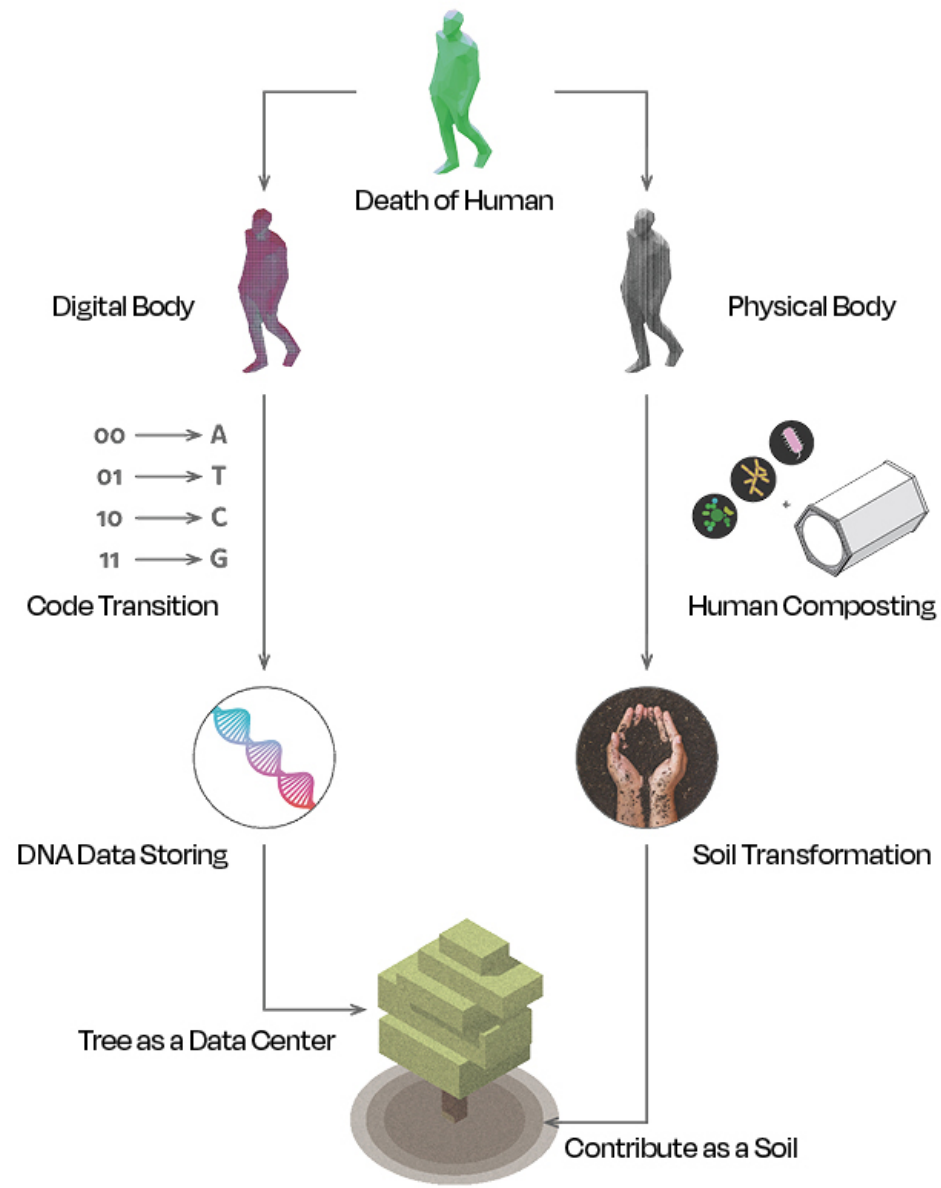 Death of Human
Digital Body
Physical Body
00 → A
01 → T
10 → C
11 → G
Code Transition
Human Composting
DNA Data Storing
Soil Transformation
Tree as a Data Center
Contribute as a Soil